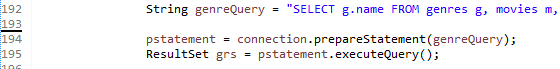 192 String genreQuery = "SELECT g.name FROM genres g, movies m,
193
194 pstatement = connection.prepareStatement(genreQuery);
195 ResultSet grs = pstatement.executeQuery();
196